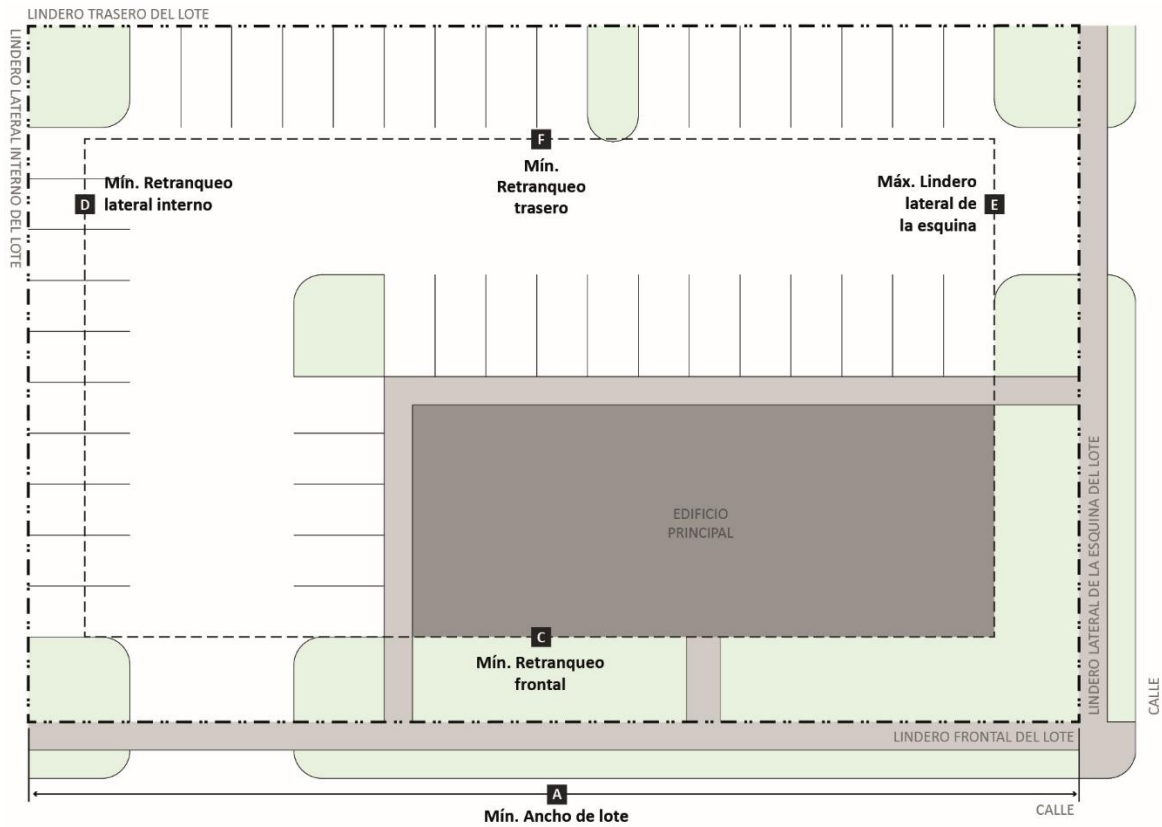 LINDERO TRASERO DEL LOTE
LINDERO LATERAL INTERNO DEL LOTE
F
Mín.
Retranqueo
trasero
D
Mín. Retranqueo
lateral interno
Máx. Lindero
lateral de
la esquina
E
EDIFICIO
PRINCIPAL
LINDERO LATERAL DE LA ESQUINA DEL LOTE
CALLE
C
Mín. Retranqueo
frontal
LINDERO FRONTAL DEL LOTE
A
Mín. Ancho de lote
CALLE